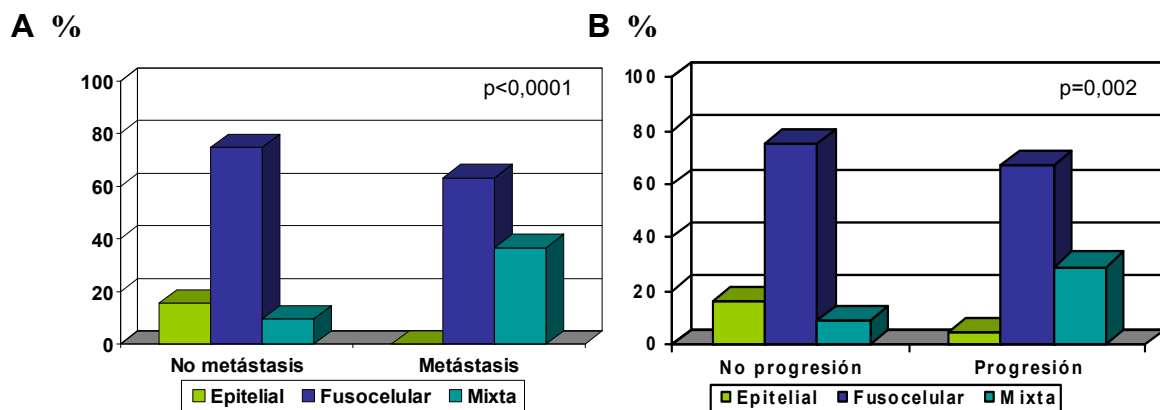 A %
p<0,0001
100
80
60
40
20
0
No metástasis Metástasis
Epitelial Fusocelular Mixta
B %
p=0,002
100
80
60
40
20
0
No progresión Progresión
Epitelial Fusocelular Mixta